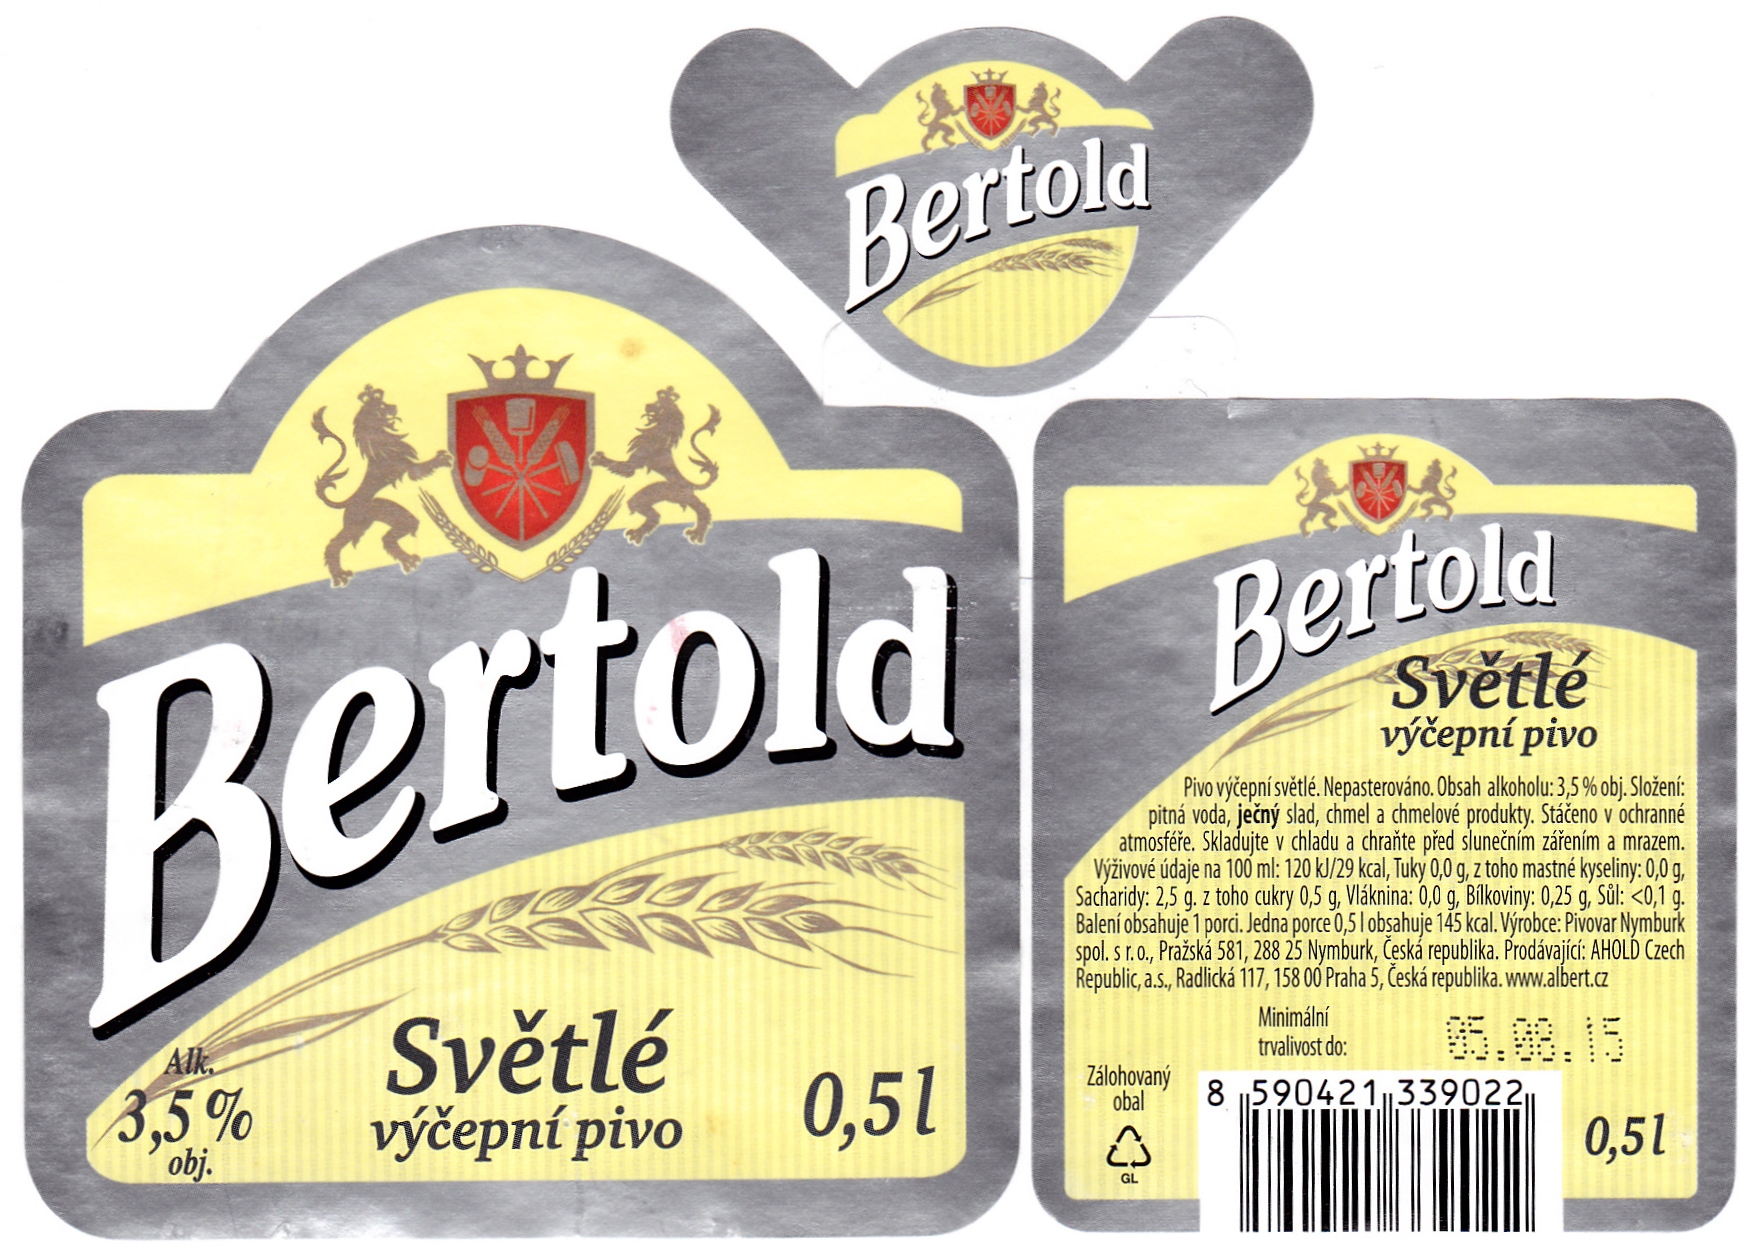 Bertold
Bertold
Alk.
3,5 %
obj.
Světlé
výčepní pivo
0,5 l
Bertold
Světlé
výčepní pivo
Pivo výčepní světlé. Nepasterováno. Obsah alkoholu: 3,5 % obj. Složení:
pitná voda, ječný slad, chmel a chmelové produkty. Stáčeno v ochranné
atmosféře. Skladujte v chladu a chraňte před slunečním zářením a mrazem.
Výživové údaje na 100 ml: 120 kJ/29 kcal, Tuky 0,0 g, z toho mastné kyseliny: 0,0 g,
Sacharidy: 2,5 g. z toho cukry 0,5 g, Vláknina: 0,0 g, Bílkoviny: 0,25 g, Sůl: <0,1 g.
Balení obsahuje 1 porci. Jedna porce 0,5 l obsahuje 145 kcal. Výrobce: Pivovar Nymburk
spol. s r. o., Pražská 581, 288 25 Nymburk, Česká republika. Prodávající: AHOLD Czech
Republic, a.s., Radlická 117, 158 00 Praha 5, Česká republika. www.albert.cz
Minimální
trvalivost do:
05.08.15
Zálohovaný
obal
GL
8 590421 339022
0,5 l